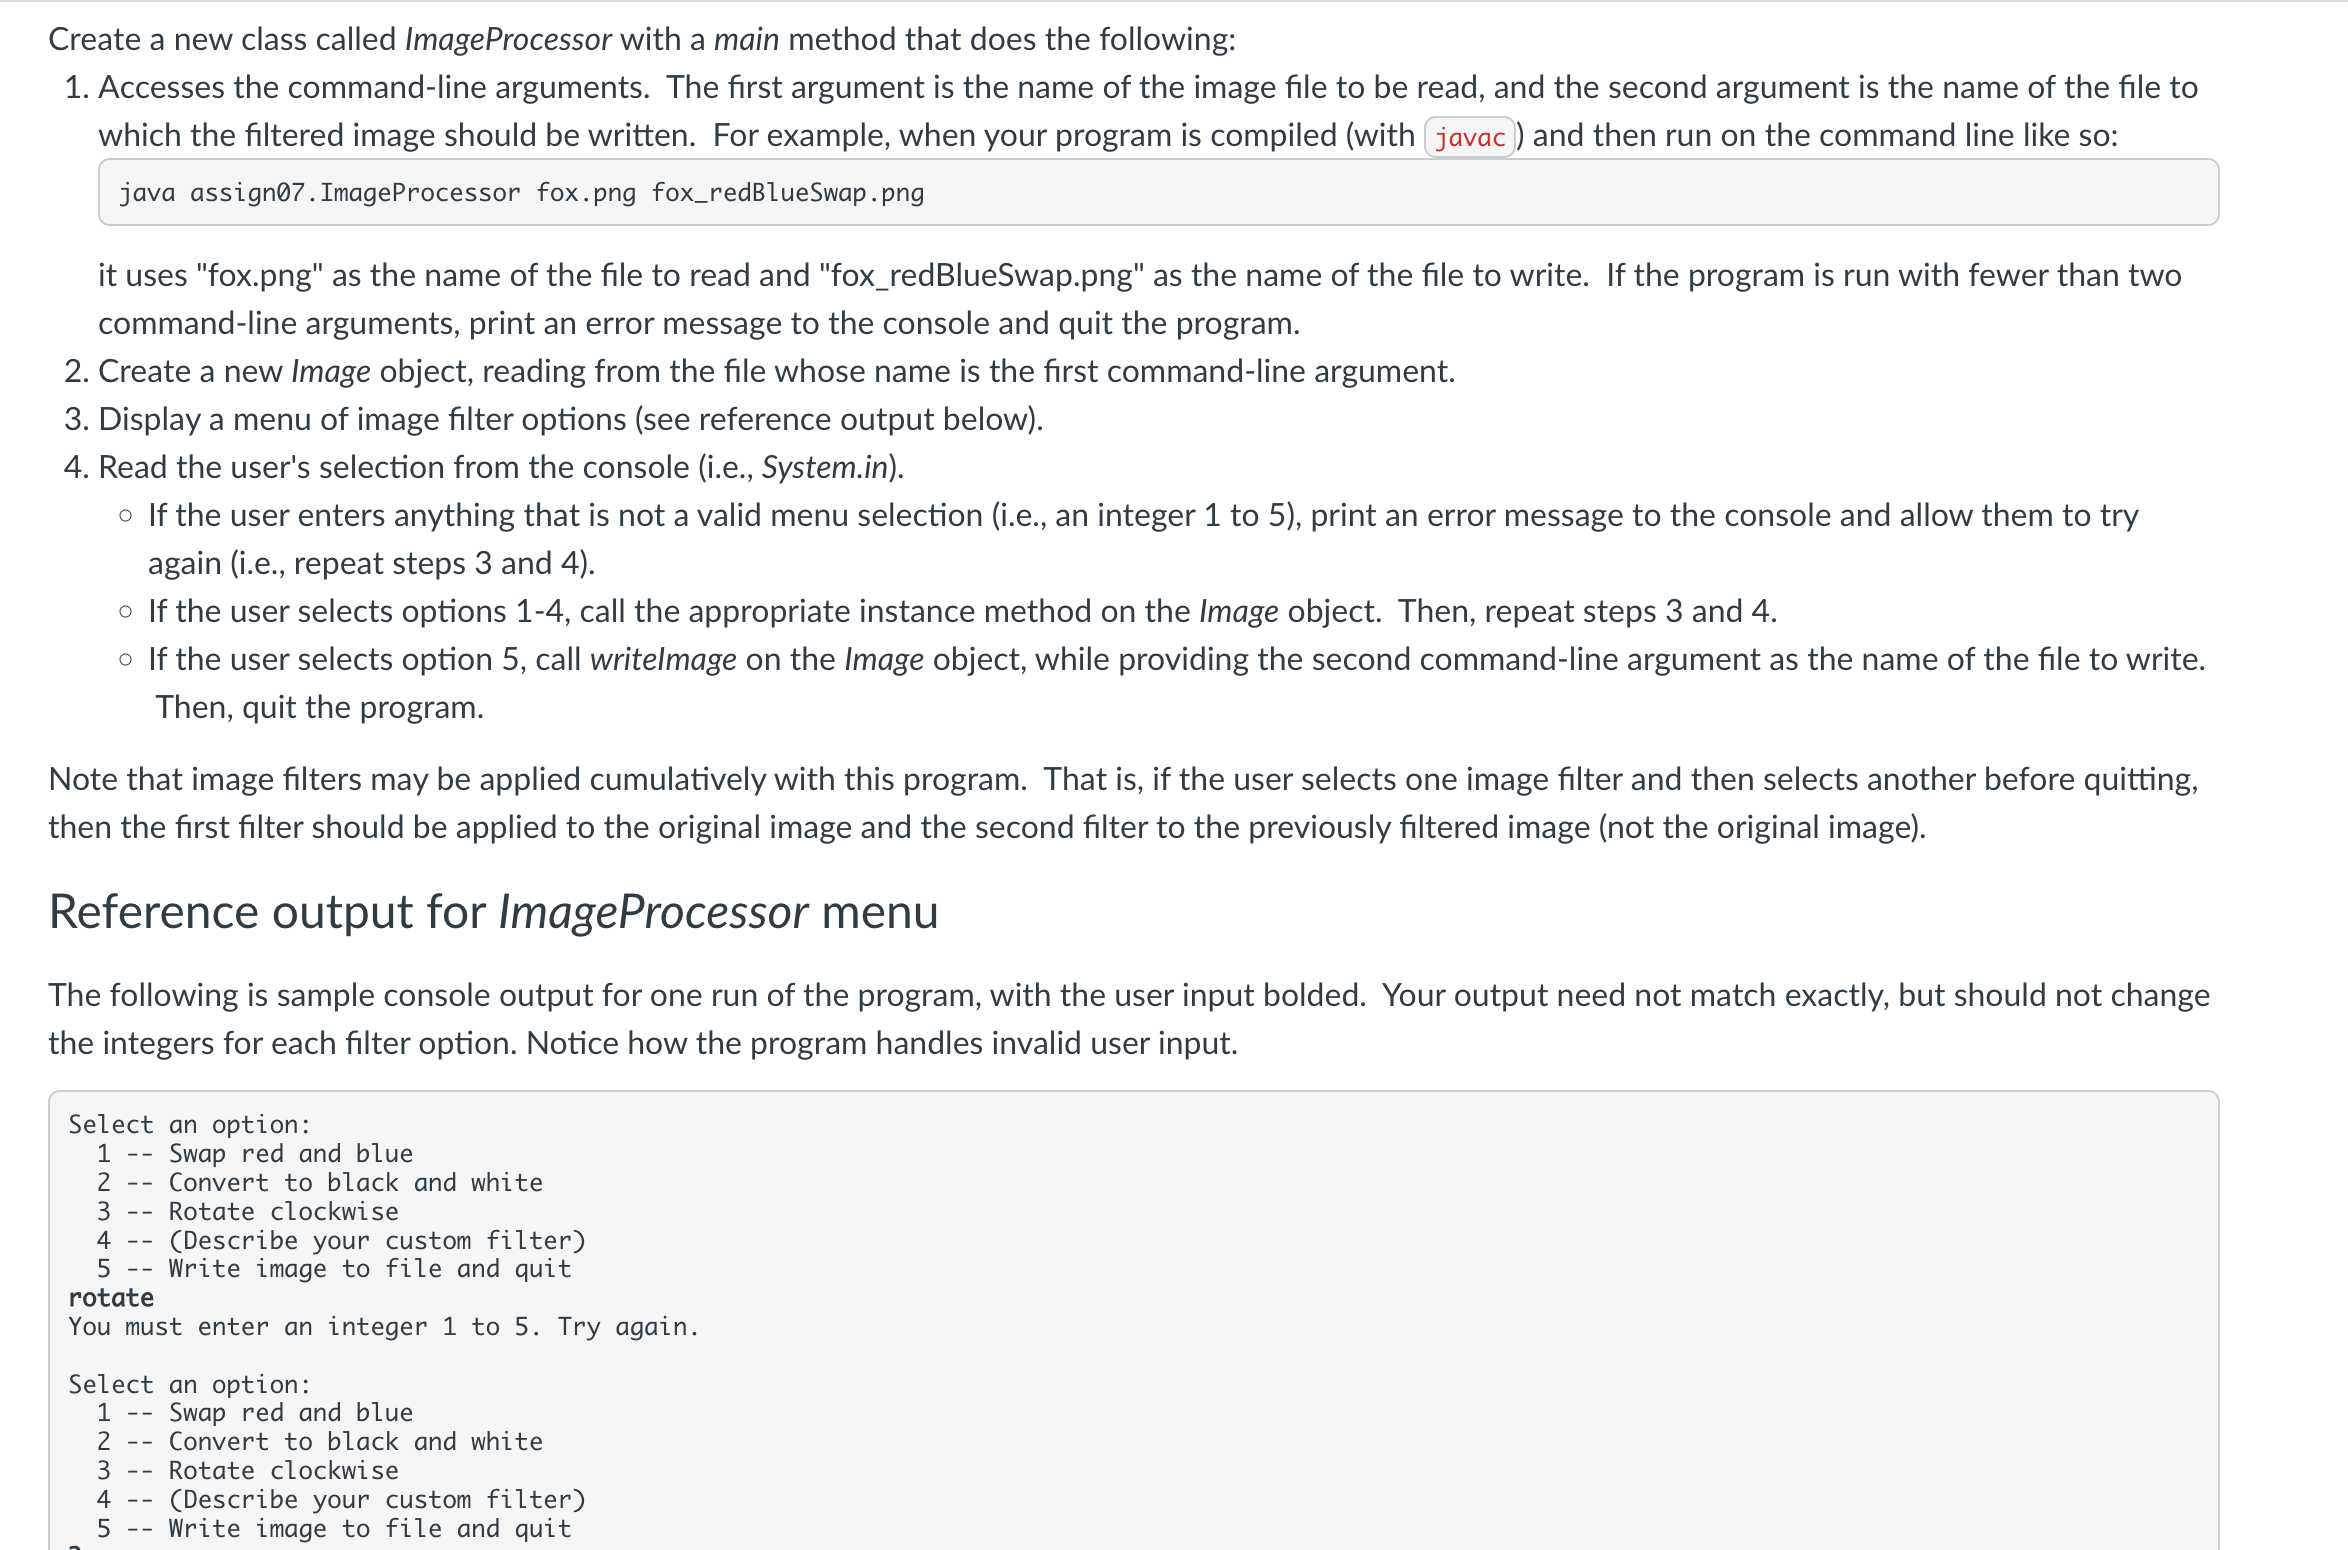 Create a new class called ImageProcessor with a main method that does the following:
1. Accesses the command-line arguments.  The first argument is the name of the image file to be read, and the second argument is the name of the file to
which the filtered image should be written.  For example, when your program is compiled (with javac) and then run on the command line like so:
java assign07.ImageProcessor fox.png fox_redBlueSwap.png
it uses "fox.png" as the name of the file to read and "fox_redBlueSwap.png" as the name of the file to write.  If the program is run with fewer than two
command-line arguments, print an error message to the console and quit the program.
2. Create a new Image object, reading from the file whose name is the first command-line argument.
3. Display a menu of image filter options (see reference output below).
4. Read the user's selection from the console (i.e., System.in).
○ If the user enters anything that is not a valid menu selection (i.e., an integer 1 to 5), print an error message to the console and allow them to try
again (i.e., repeat steps 3 and 4).
○ If the user selects options 1-4, call the appropriate instance method on the Image object.  Then, repeat steps 3 and 4.
○ If the user selects option 5, call writeImage on the Image object, while providing the second command-line argument as the name of the file to write.
Then, quit the program.
Note that image filters may be applied cumulatively with this program.  That is, if the user selects one image filter and then selects another before quitting,
then the first filter should be applied to the original image and the second filter to the previously filtered image (not the original image).
Reference output for ImageProcessor menu
The following is sample console output for one run of the program, with the user input bolded.  Your output need not match exactly, but should not change
the integers for each filter option. Notice how the program handles invalid user input.
Select an option:
  1 -- Swap red and blue
  2 -- Convert to black and white
  3 -- Rotate clockwise
  4 -- (Describe your custom filter)
  5 -- Write image to file and quit
rotate
You must enter an integer 1 to 5. Try again.
Select an option:
  1 -- Swap red and blue
  2 -- Convert to black and white
  3 -- Rotate clockwise
  4 -- (Describe your custom filter)
  5 -- Write image to file and quit